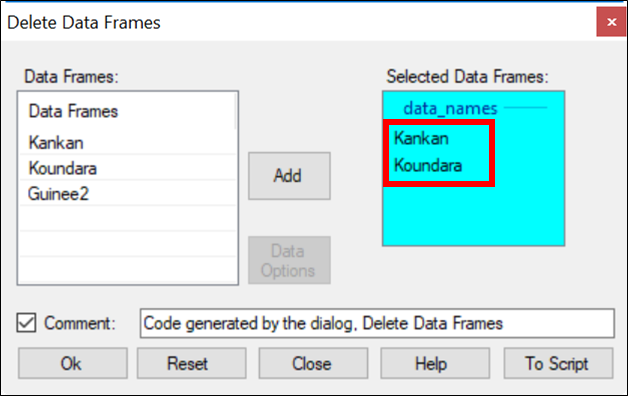 Delete Data Frames
Data Frames:
Data Frames
Kankan
Koundara
Guinee2
Add
Data
Options
Selected Data Frames:
data_names
Kankan
Koundara
Comment:
Code generated by the dialog, Delete Data Frames
Ok
Reset
Close
Help
To Script